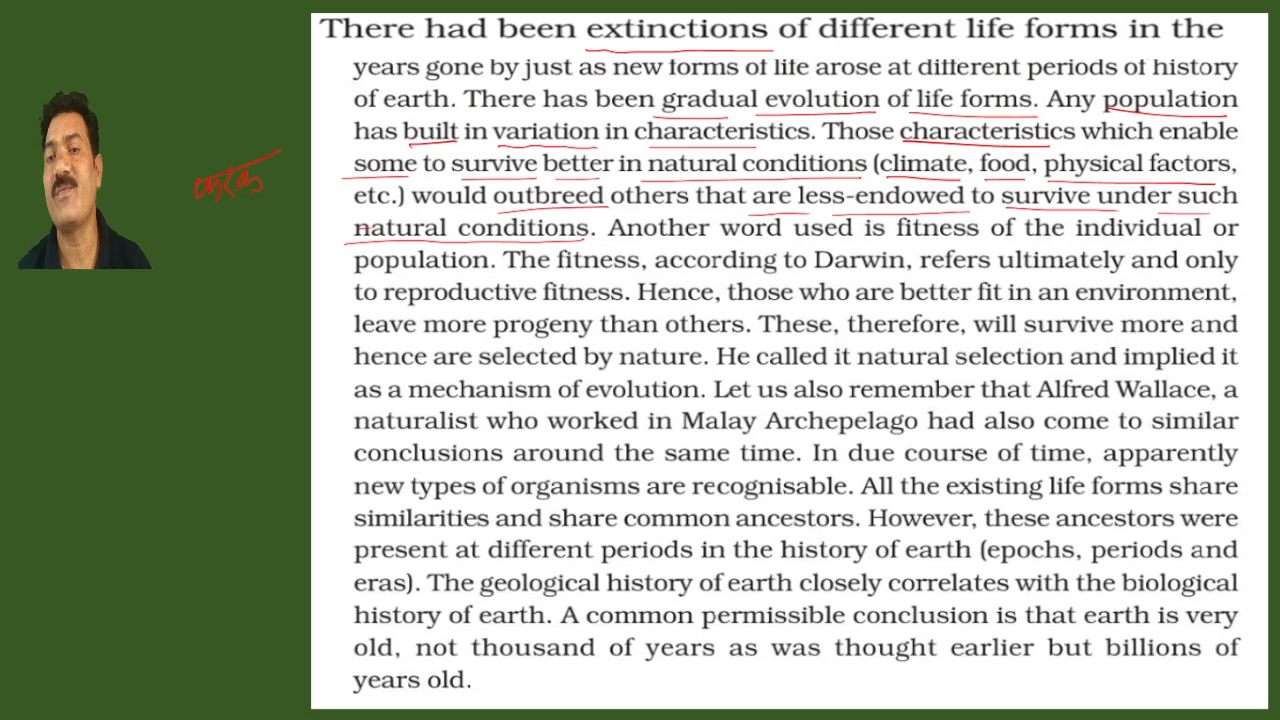 There had been extinctions of different life forms in the
years gone by just as new forms of life arose at different periods of history
of earth. There has been gradual evolution of life forms. Any population
has built in variation in characteristics. Those characteristics which enable
some to survive better in natural conditions (climate, food, physical factors,
etc.) would outbreed others that are less-endowed to survive under such
natural conditions. Another word used is fitness of the individual or
population. The fitness, according to Darwin, refers ultimately and only
to reproductive fitness. Hence, those who are better fit in an environment,
leave more progeny than others. These, therefore, will survive more and
hence are selected by nature. He called it natural selection and implied it
as a mechanism of evolution. Let us also remember that Alfred Wallace, a
naturalist who worked in Malay Archepelago had also come to similar
conclusions around the same time. In due course of time, apparently
new types of organisms are recognisable. All the existing life forms share
similarities and share common ancestors. However, these ancestors were
present at different periods in the history of earth (epochs, periods and
eras). The geological history of earth closely correlates with the biological
history of earth. A common permissible conclusion is that earth is very
old, not thousand of years as was thought earlier but billions of
years old.
कारक